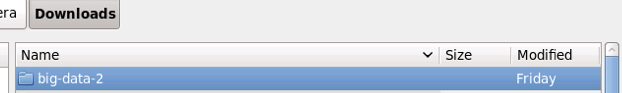 era Downloads
Name Size Modified
big-data-2 Friday